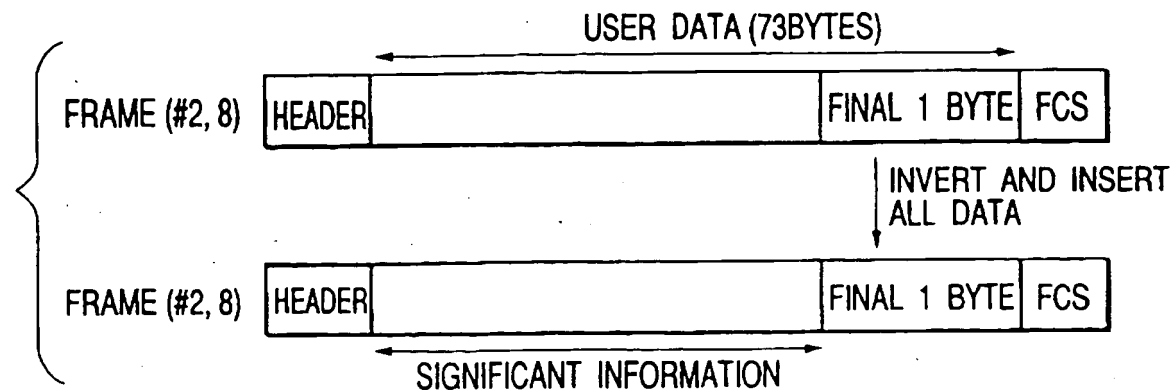 USER DATA (73BYTES)
FRAME (#2, 8) HEADER FINAL 1 BYTE FCS
INVERT AND INSERT
ALL DATA
FRAME (#2, 8) HEADER FINAL 1 BYTE FCS
SIGNIFICANT INFORMATION